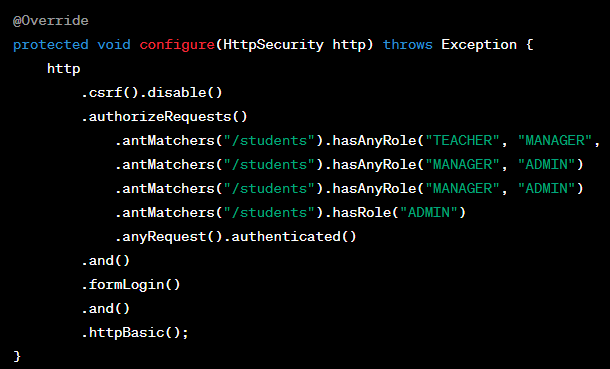 @Override
protected void configure(HttpSecurity http) throws Exception {
    http
        .csrf().disable()
        .authorizeRequests()
            .antMatchers("/students").hasAnyRole("TEACHER", "MANAGER",
            .antMatchers("/students").hasAnyRole("MANAGER", "ADMIN")
            .antMatchers("/students").hasAnyRole("MANAGER", "ADMIN")
            .antMatchers("/students").hasRole("ADMIN")
            .anyRequest().authenticated()
        .and()
        .formLogin()
        .and()
        .httpBasic();
}